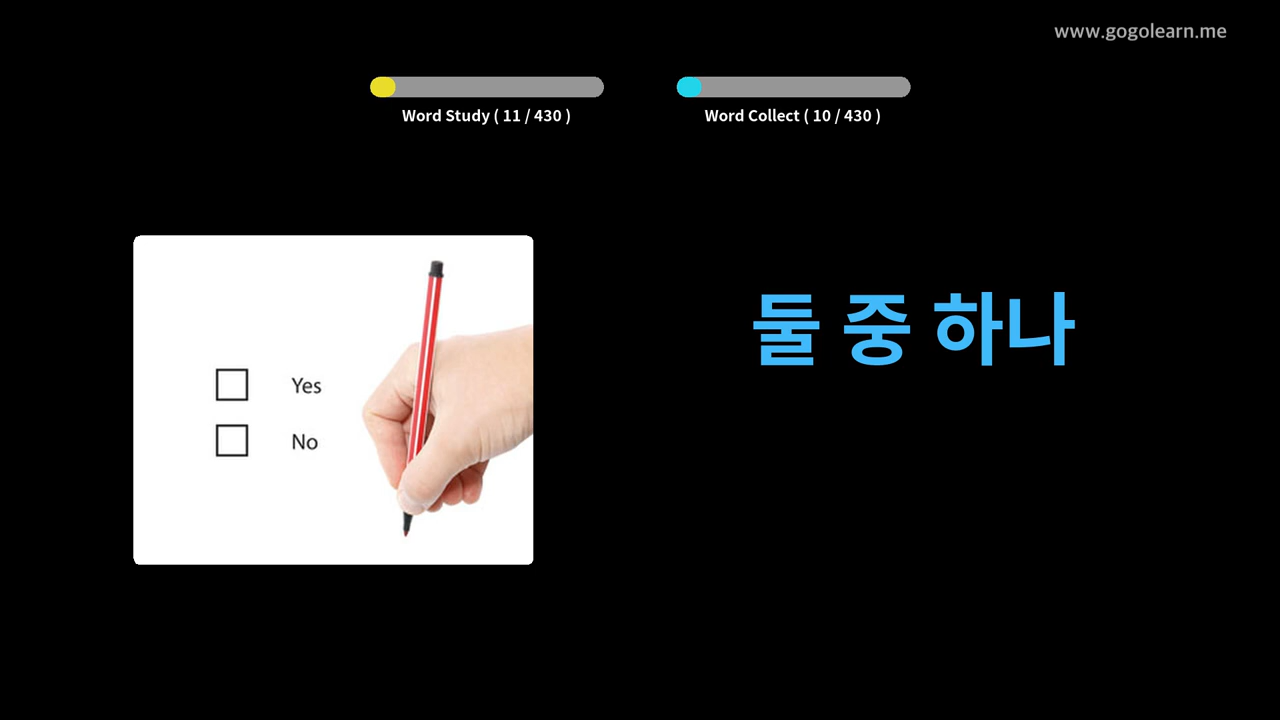 www.gogolearn.me
Word Study ( 11 / 430 )
Word Collect ( 10 / 430 )
Yes
No
둘 중 하나